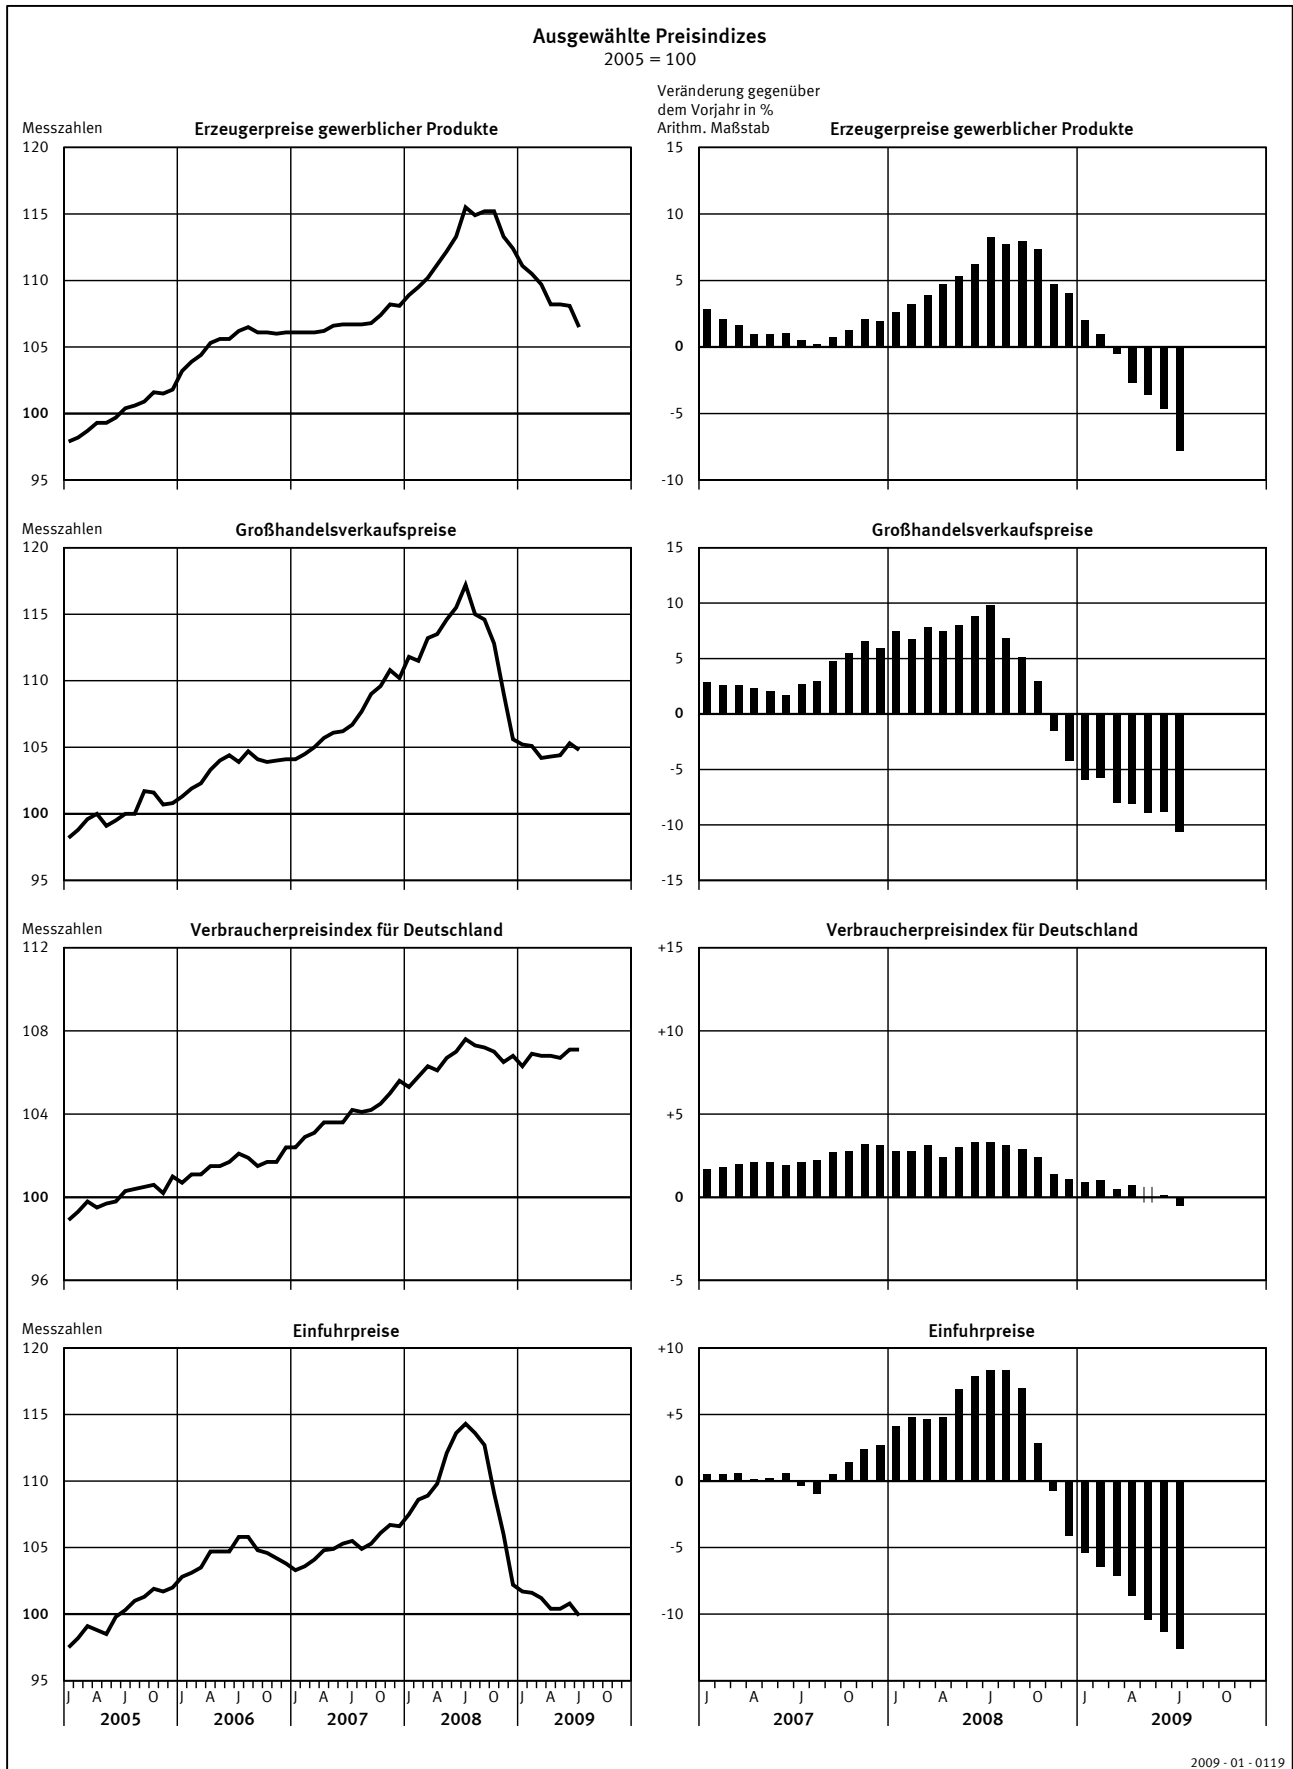 Ausgewählte Preisindizes
2005 = 100
Messzahlen
Erzeugerpreise gewerblicher Produkte
120
115
110
105
100
95
Veränderung gegenüber
dem Vorjahr in %
Arithm. Maßstab
Erzeugerpreise gewerblicher Produkte
15
10
5
0
-5
-10
Messzahlen
Großhandelsverkaufspreise
120
115
110
105
100
95
Großhandelsverkaufspreise
15
10
5
0
-5
-10
-15
Messzahlen
Verbraucherpreisindex für Deutschland
112
108
104
100
96
Verbraucherpreisindex für Deutschland
+15
+10
+5
0
-5
Messzahlen
Einfuhrpreise
120
115
110
105
100
95
J A J O J A J O J A J O J A J O J A J O
2005 2006 2007 2008 2009
Einfuhrpreise
+10
+5
0
-5
-10
J A J O J A J O J A J O
2007 2008 2009
2009 - 01 - 0119